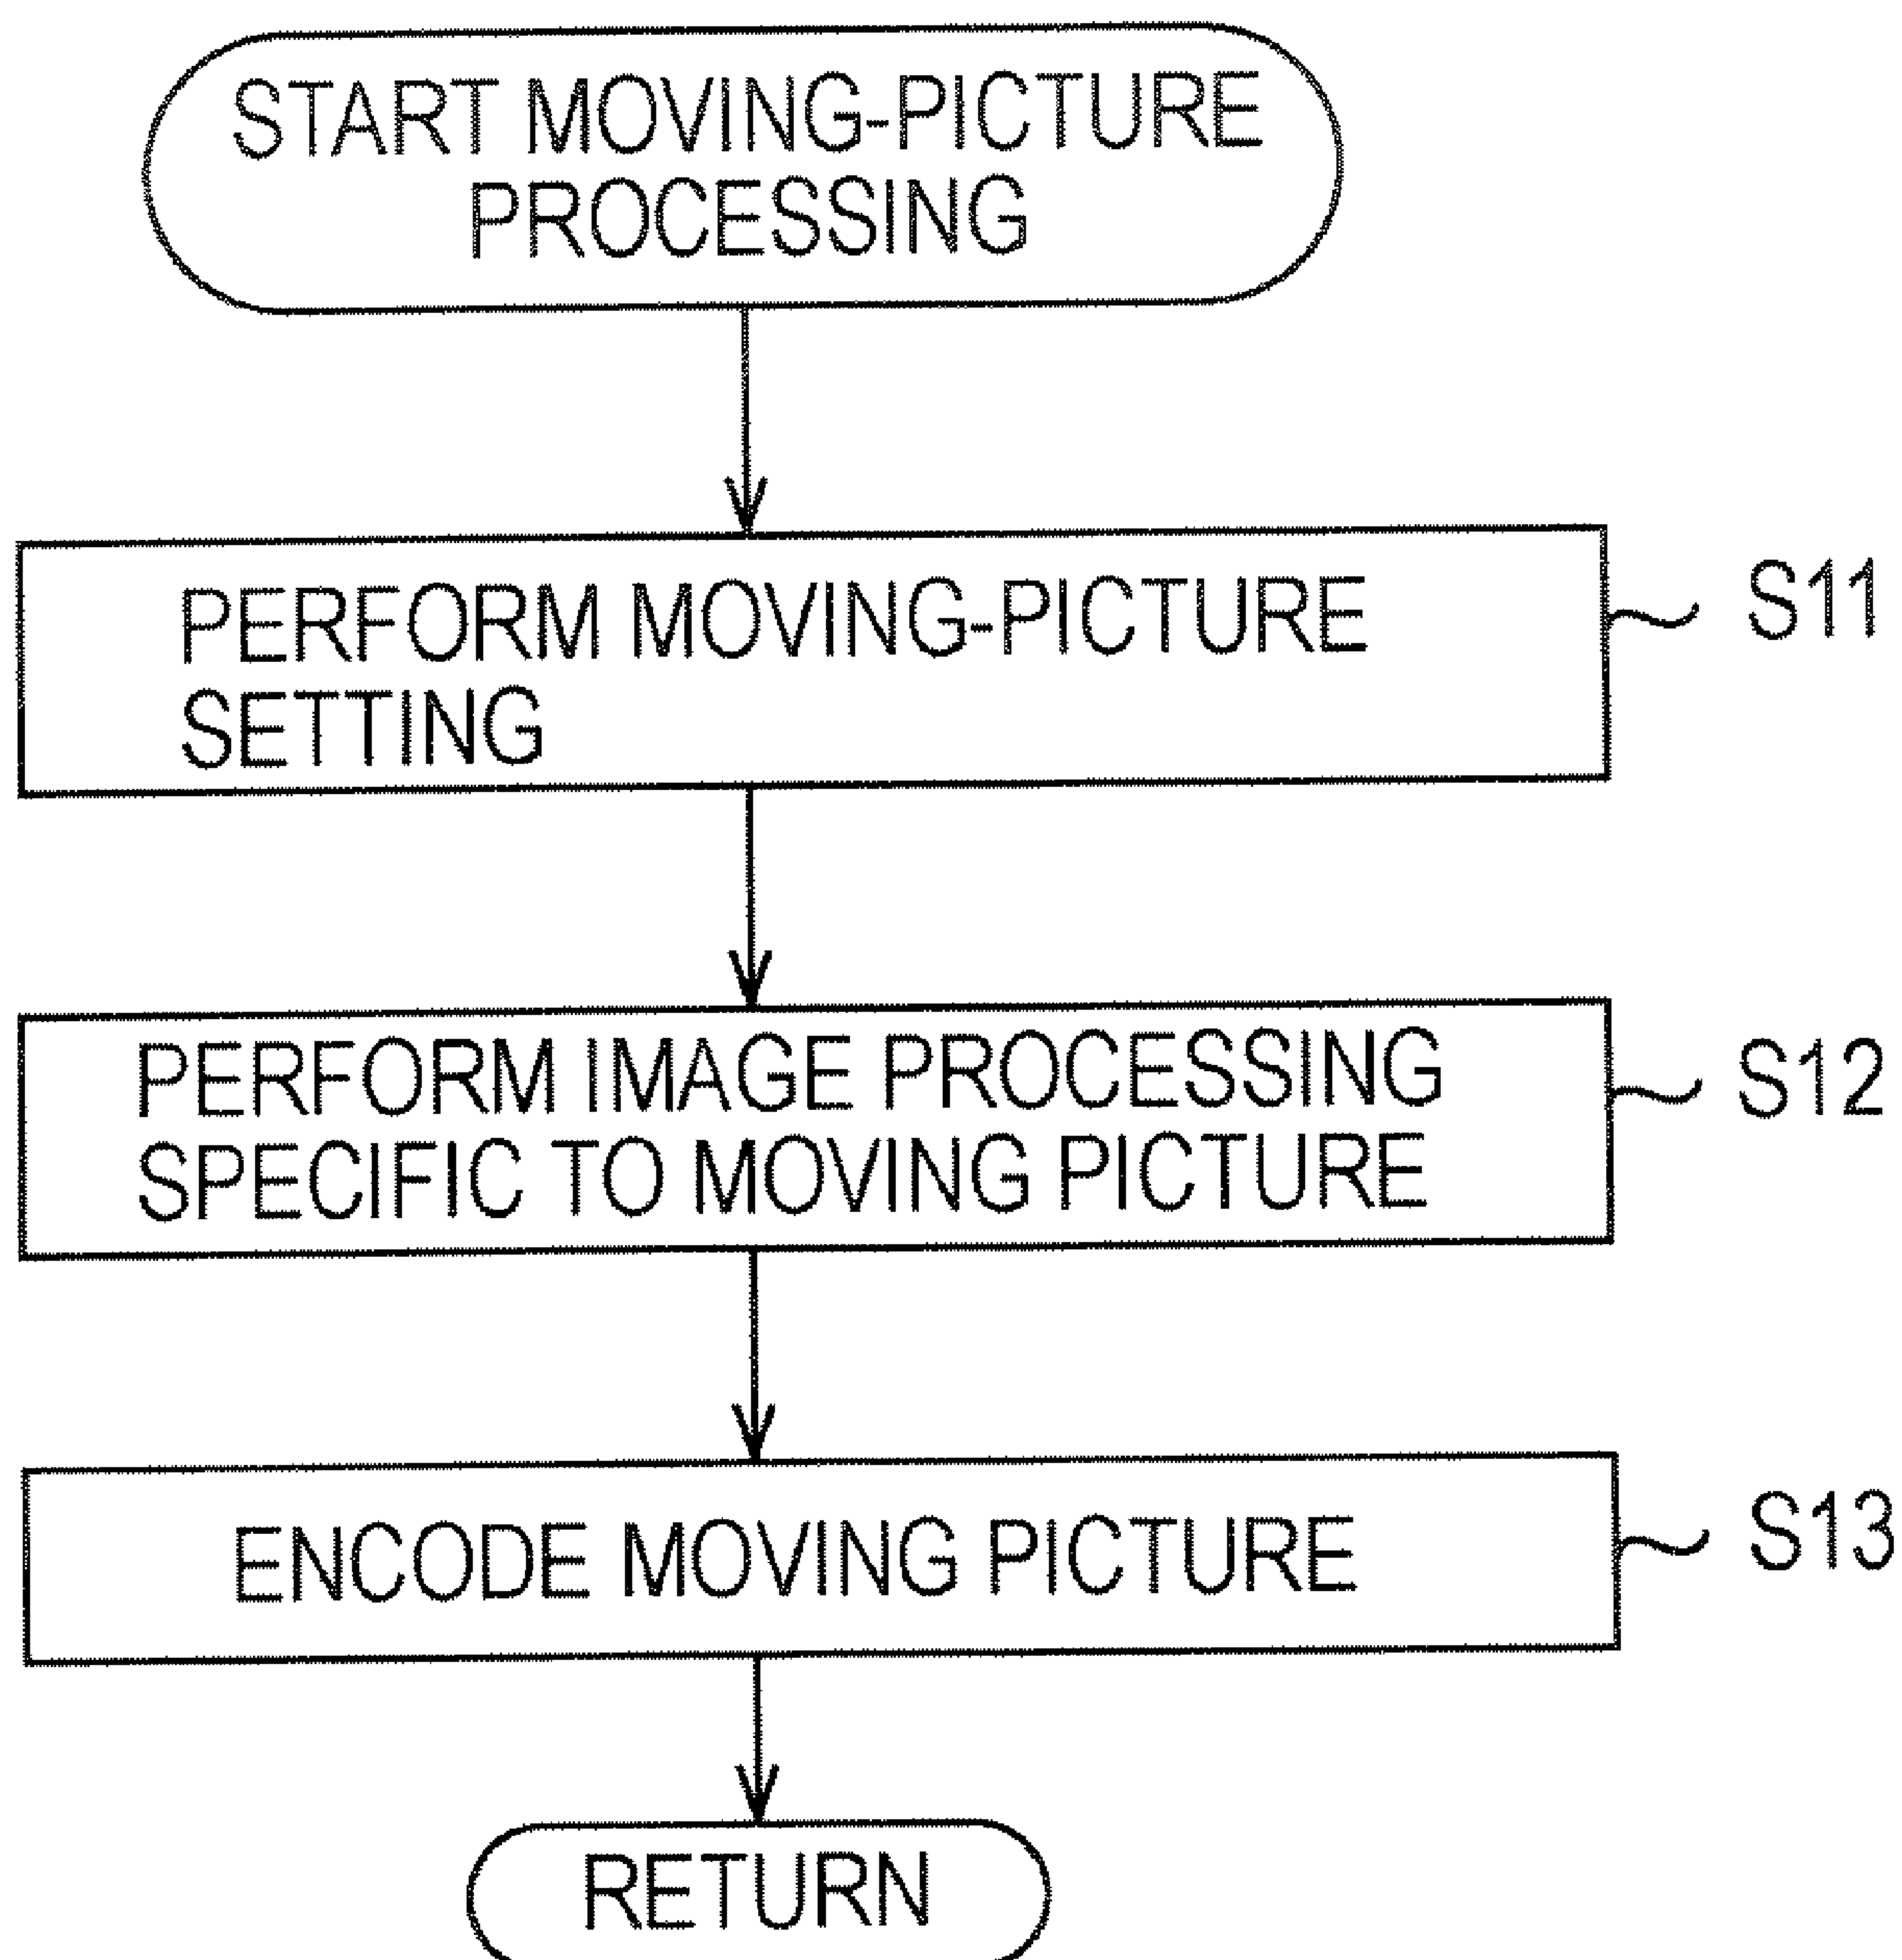 START MOVING-PICTURE
PROCESSING
PERFORM MOVING-PICTURE
SETTING
S11
PERFORM IMAGE PROCESSING
SPECIFIC TO MOVING PICTURE
S12
ENCODE MOVING PICTURE
S13
RETURN